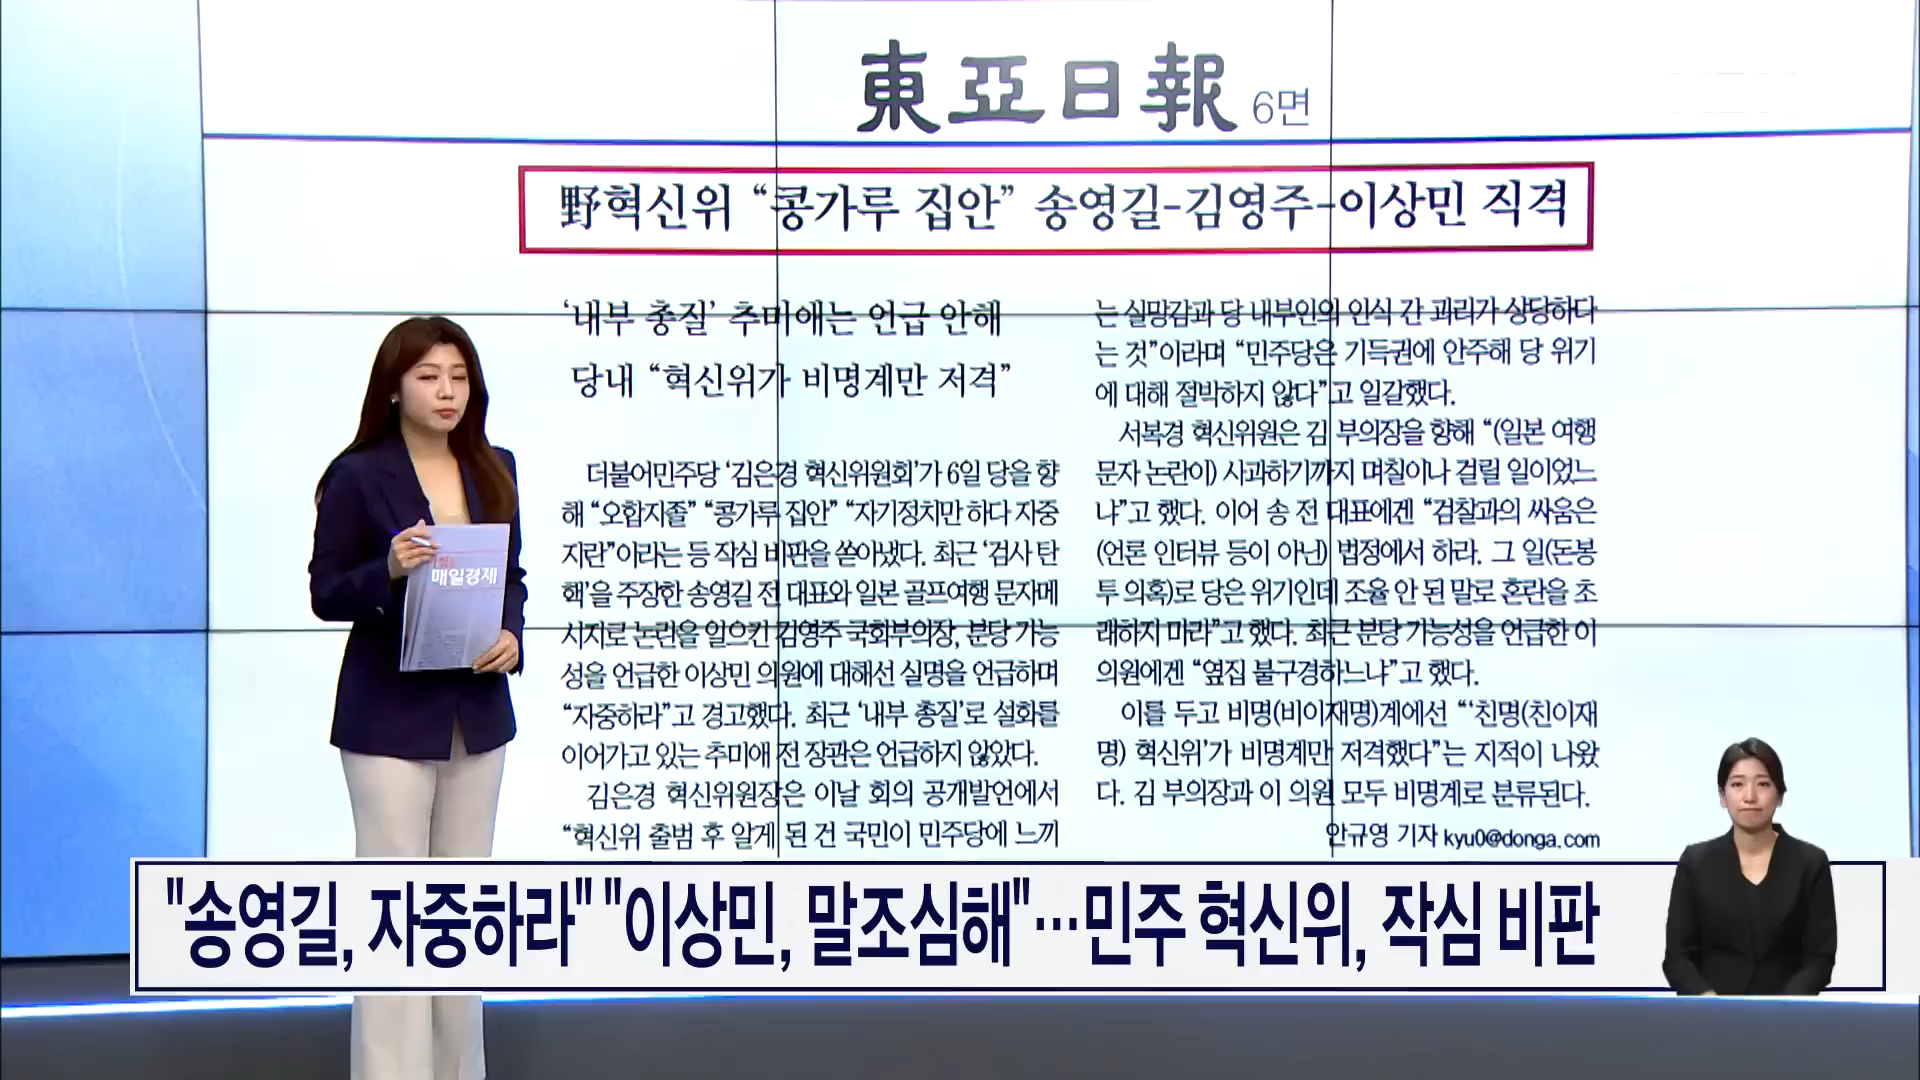 東亞日報 6면
野혁신위 “콩가루 집안” 송영길-김영주-이상민 직격
‘내부 총질’ 추미애는 언급 안해
당내 “혁신위가 비명계만 저격”
더불어민주당 ‘김은경 혁신위원회’가 6일 당을 향
해 “오합지졸” “콩가루 집안” “자기정치만 하다 자중
지란”이라는 등 작심 비판을 쏟아냈다. 최근 ‘검사 탄
핵’을 주장한 송영길 전 대표와 일본 골프여행 문자메
시지로 논란을 일으킨 김영주 국회부의장, 분당 가능
성을 언급한 이상민 의원에 대해선 실명을 언급하며
“자중하라”고 경고했다. 최근 ‘내부 총질’로 설화를
이어가고 있는 추미애 전 장관은 언급하지 않았다.
김은경 혁신위원장은 이날 회의 공개발언에서
“혁신위 출범 후 알게 된 건 국민이 민주당에 느끼
는 실망감과 당 내부인의 인식 간 괴리가 상당하다
는 것”이라며 “민주당은 기득권에 안주해 당 위기
에 대해 절박하지 않다”고 일갈했다.
서복경 혁신위원은 김 부의장을 향해 “(일본 여행
문자 논란이) 사과하기까지 며칠이나 걸릴 일이었느
냐”고 했다. 이어 송 전 대표에겐 “검찰과의 싸움은
(언론 인터뷰 등이 아닌) 법정에서 하라. 그 일(돈봉
투 의혹)로 당은 위기인데 조율 안 된 말로 혼란을 초
래하지 마라”고 했다. 최근 분당 가능성을 언급한 이
의원에겐 “옆집 불구경하느냐”고 했다.
이를 두고 비명(비이재명)계에선 “‘친명(친이재
명) 혁신위’가 비명계만 저격했다”는 지적이 나왔
다. 김 부의장과 이 의원 모두 비명계로 분류된다.
안규영 기자 kyu0@donga.com
매일경제
"송영길, 자중하라" "이상민, 말조심해"…민주 혁신위, 작심 비판